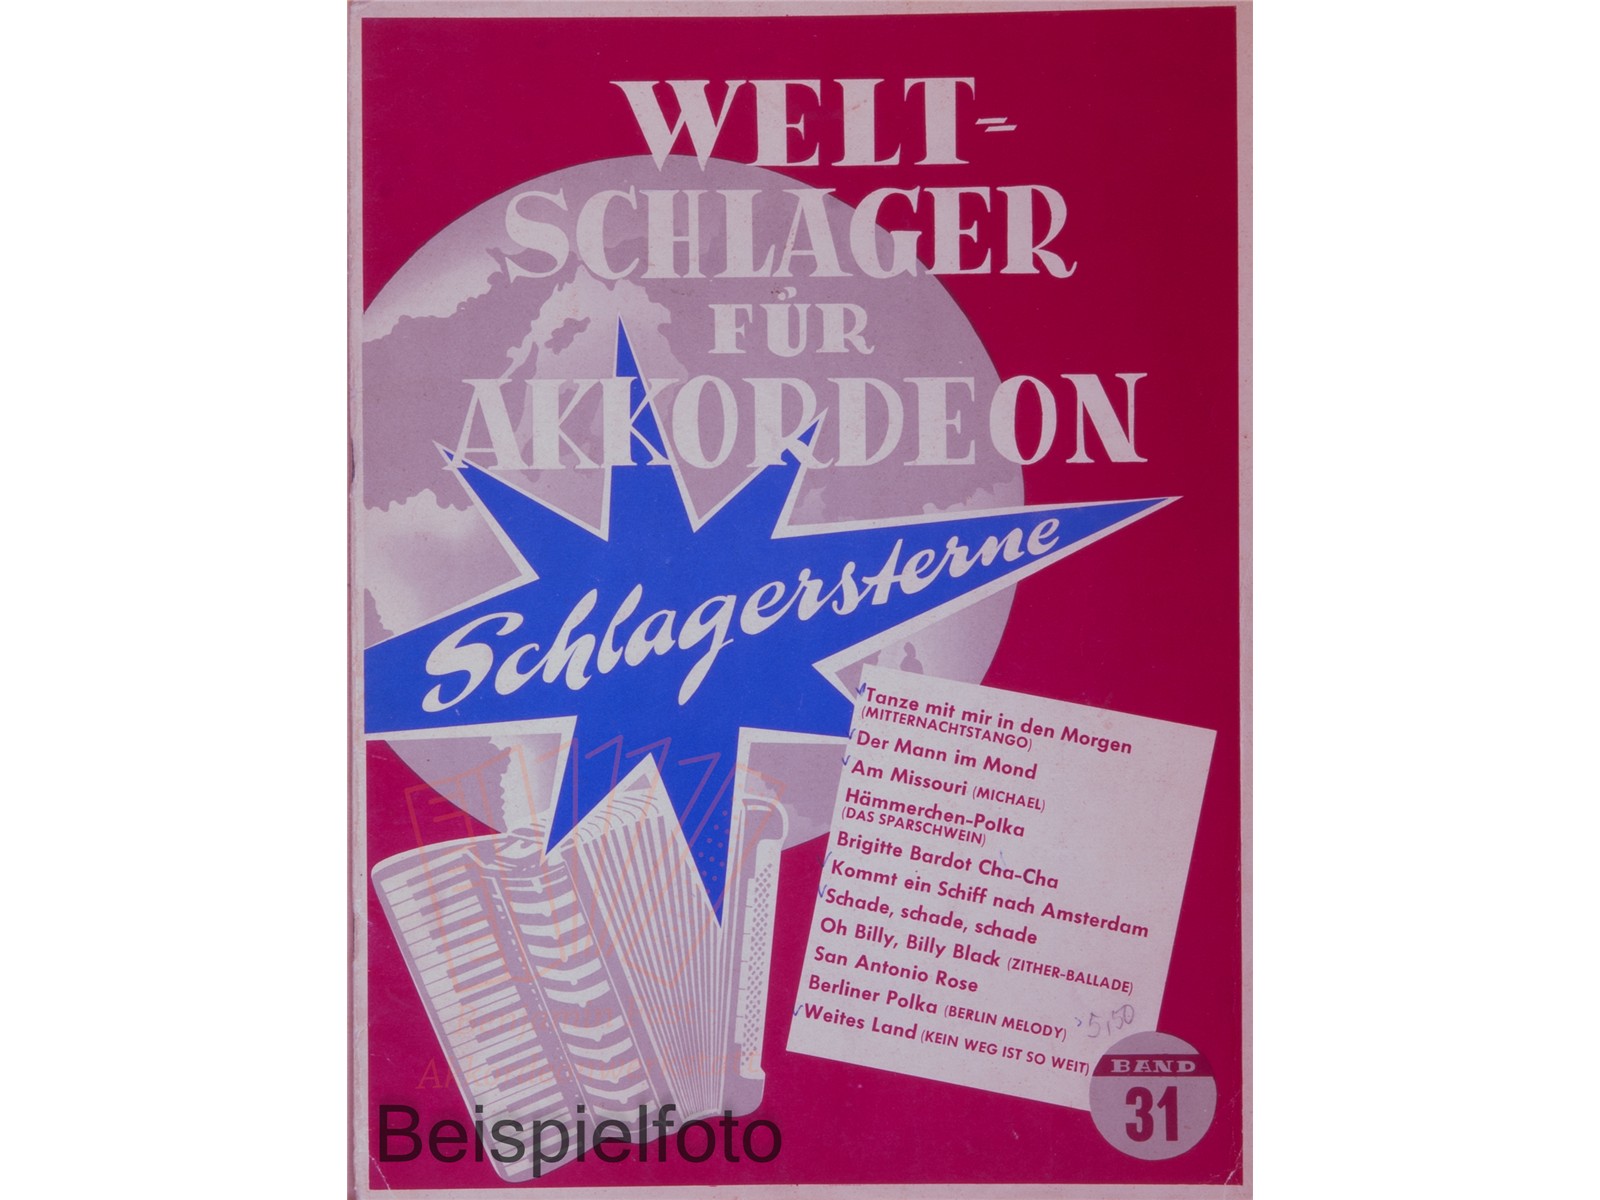 WELT-
SCHLAGER
FÜR
AKKORDEON
Schlagersterne
Tanze mit mir in den Morgen
(MITTERNACHTSTANGO)
Der Mann im Mond
Am Missouri (MICHAEL)
Hämmerchen-Polka
(DAS SPARSCHWEIN)
Brigitte Bardot Cha-Cha
Kommt ein Schiff nach Amsterdam
Schade, schade, schade
Oh Billy, Billy Black (ZITHER-BALLADE)
San Antonio Rose
Berliner Polka (BERLIN MELODY)
5,50
Weites Land (KEIN WEG IST SO WEIT)
BAND
31
Beispielfoto